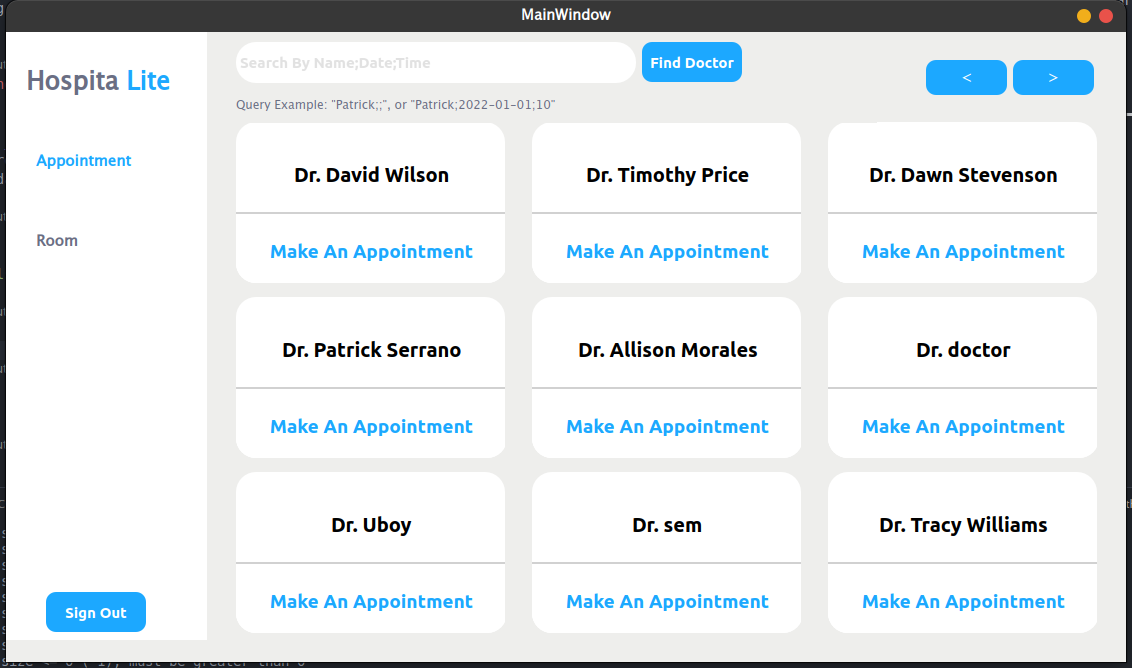 MainWindow
Hospita Lite
Search By Name;Date;Time
Find Doctor
<
>
Query Example: "Patrick;;", or "Patrick;2022-01-01;10"
Appointment
Room
Dr. David Wilson
Dr. Timothy Price
Dr. Dawn Stevenson
Make An Appointment
Make An Appointment
Make An Appointment
Dr. Patrick Serrano
Dr. Allison Morales
Dr. doctor
Make An Appointment
Make An Appointment
Make An Appointment
Dr. Uboy
Dr. sem
Dr. Tracy Williams
Make An Appointment
Make An Appointment
Make An Appointment
Sign Out